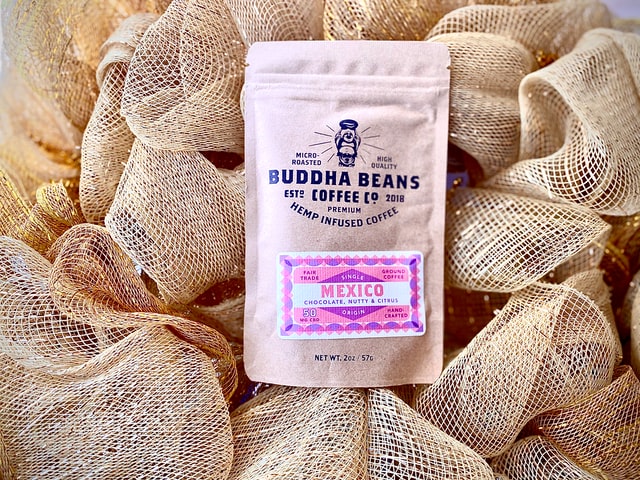 MICRO-
ROASTED
HIGH
QUALITY
BUDDHA BEANS
ESTD COFFEE CO 2018
PREMIUM
HEMP INFUSED COFFEE
FAIR
TRADE
SINGLE
GROUND
COFFEE
MEXICO
CHOCOLATE, NUTTY & CITRUS
50
MG CBD
ORIGIN
HAND-
CRAFTED
NET WT. 2oz / 57g